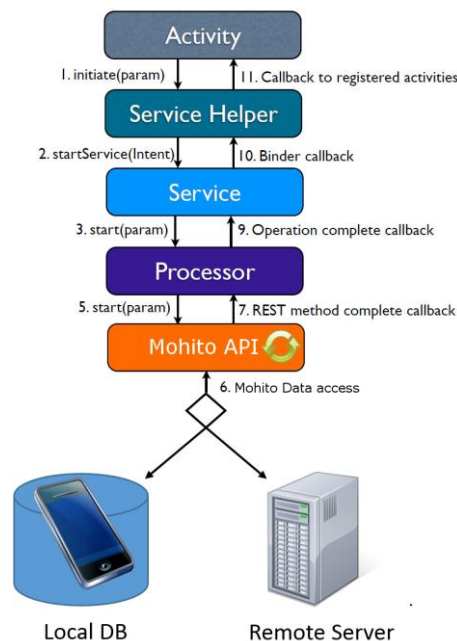 Activity
1. initiate(param)
11. Callback to registered activities
Service Helper
2. startService(Intent)
10. Binder callback
Service
3. start(param)
9. Operation complete callback
Processor
5. start(param)
7. REST method complete callback
Mohito API
6. Mohito Data access
Local DB
Remote Server